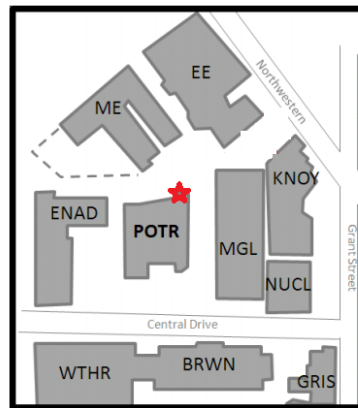 EE
Northwestern
ME
KNOY
ENAD
POTR
MGL
Grant Street
NUCL
Central Drive
WTHR
BRWN
GRIS